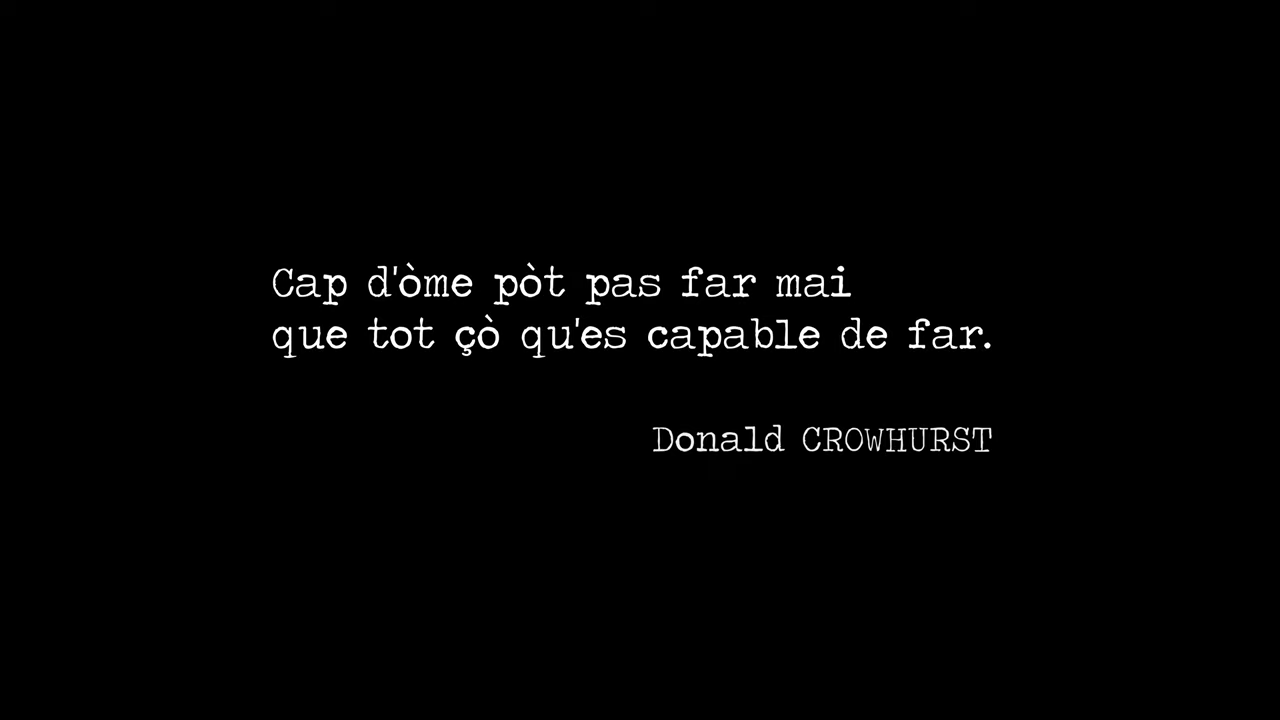 Cap d'òme pòt pas far mai
que tot çò qu'es capable de far.
Donald CROWHURST